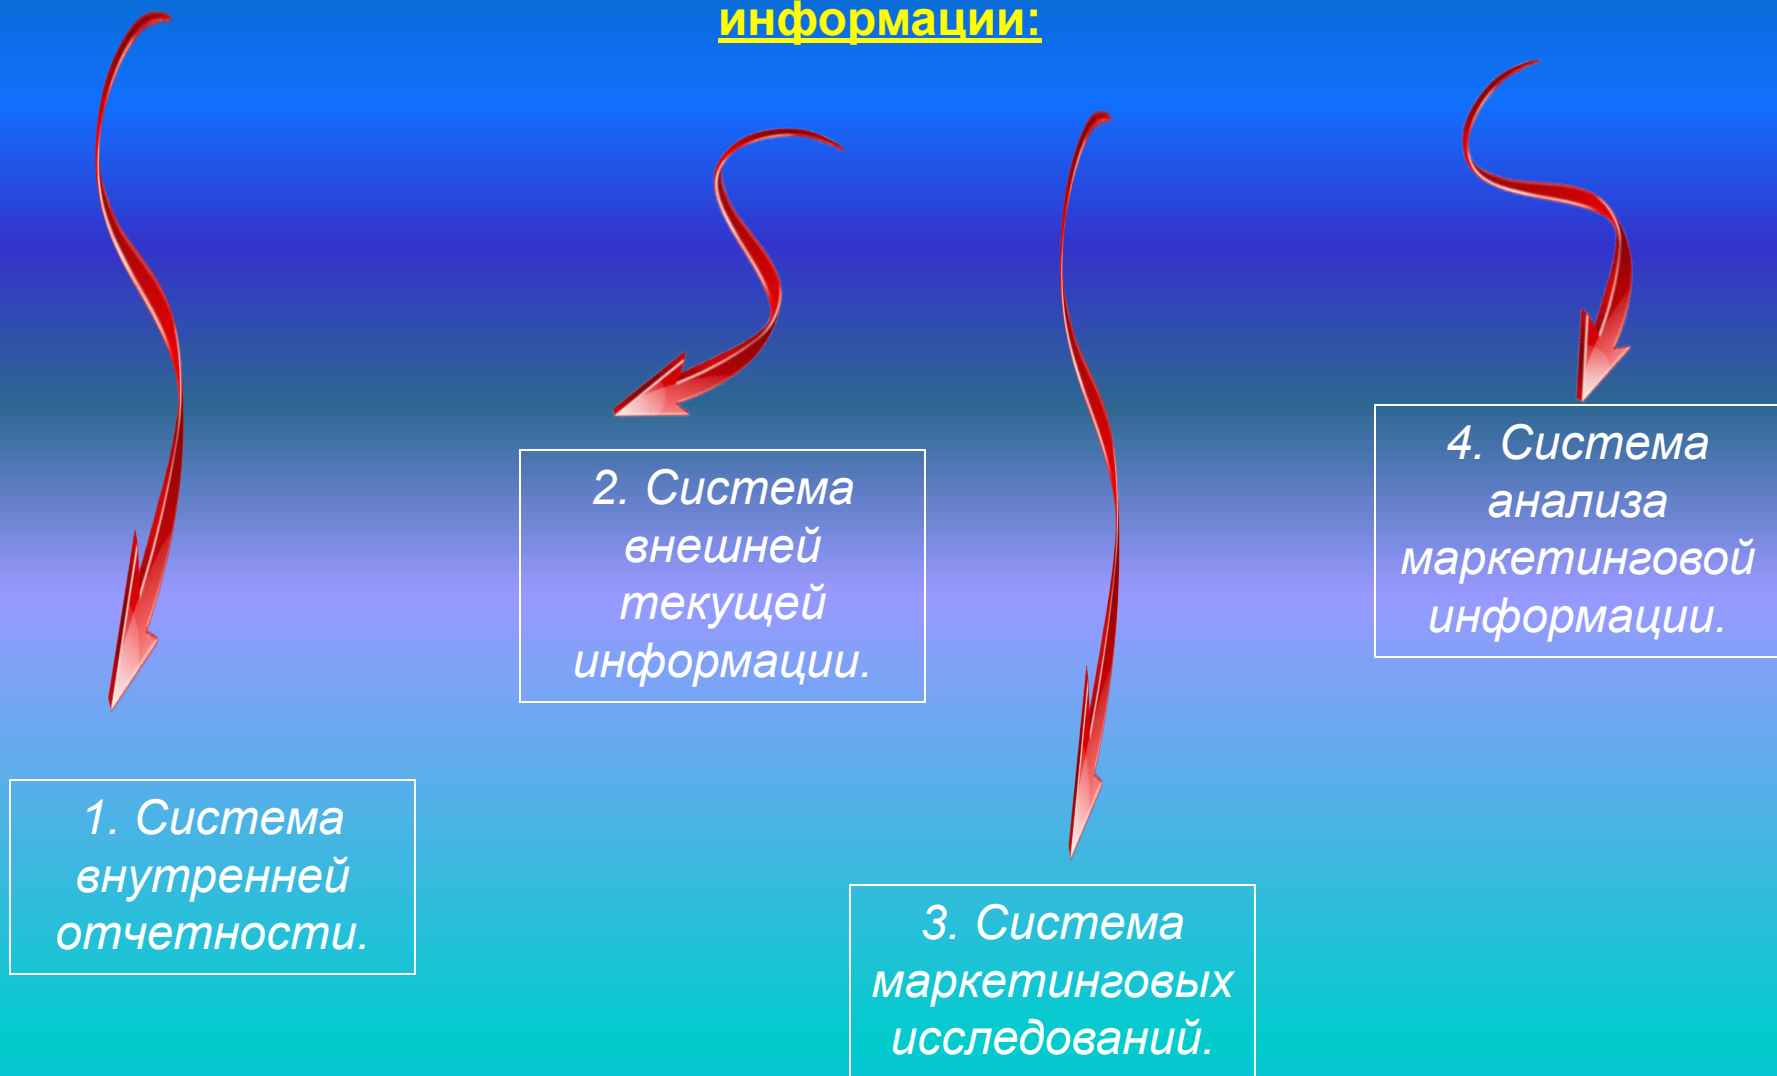 информации:
1. Система
внутренней
отчетности.
2. Система
внешней
текущей
информации.
3. Система
маркетинговых
исследований.
4. Система
анализа
маркетинговой
информации.